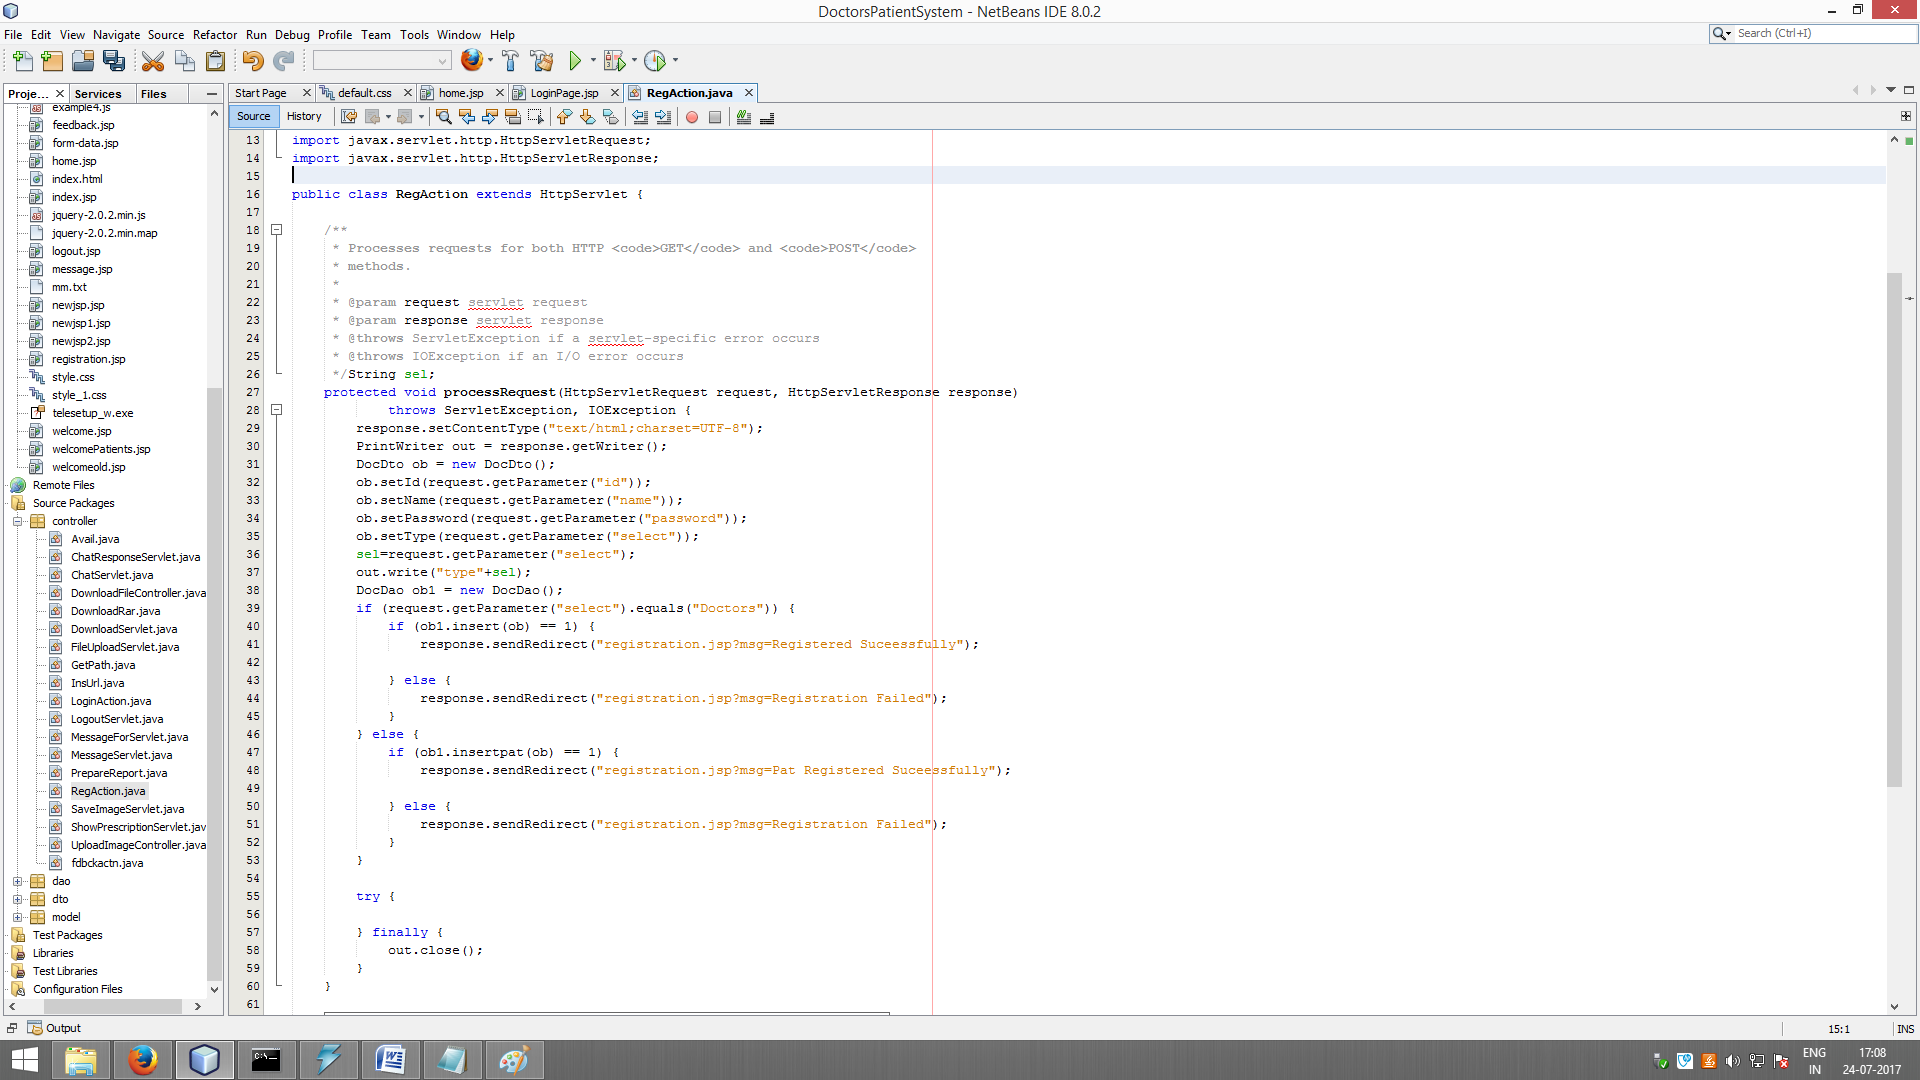 DoctorsPatientSystem - NetBeans IDE 8.0.2
File Edit View Navigate Source Refactor Run Debug Profile Team Tools Window Help
Search (Ctrl+I)
Proje... Services Files
Start Page default.css home.jsp LoginPage.jsp RegAction.java
Source History
example4.js
feedback.jsp
form-data.jsp
home.jsp
index.html
index.jsp
jquery-2.0.2.min.js
jquery-2.0.2.min.map
logout.jsp
message.jsp
mm.txt
newjsp.jsp
newjsp1.jsp
newjsp2.jsp
registration.jsp
style.css
style_1.css
telesetup_w.exe
welcome.jsp
welcomePatients.jsp
welcomeold.jsp
Remote Files
Source Packages
controller
Avail.java
ChatResponseServlet.java
ChatServlet.java
DownloadFileController.java
DownloadRar.java
DownloadServlet.java
FileUploadServlet.java
GetPath.java
InsUrl.java
LoginAction.java
LogoutServlet.java
MessageForServlet.java
MessageServlet.java
PrepareReport.java
RegAction.java
SaveImageServlet.java
ShowPrescriptionServlet.jav
UploadImageController.java
fdbckactn.java
dao
dto
model
Test Packages
Libraries
Test Libraries
Configuration Files
13 import javax.servlet.http.HttpServletRequest;
14 import javax.servlet.http.HttpServletResponse;
15
16 public class RegAction extends HttpServlet {
17
18 /**
19 * Processes requests for both HTTP <code>GET</code> and <code>POST</code>
20 * methods.
21 *
22 * @param request servlet request
23 * @param response servlet response
24 * @throws ServletException if a servlet-specific error occurs
25 * @throws IOException if an I/O error occurs
26 */String sel;
27 protected void processRequest(HttpServletRequest request, HttpServletResponse response)
28 throws ServletException, IOException {
29 response.setContentType("text/html;charset=UTF-8");
30 PrintWriter out = response.getWriter();
31 DocDto ob = new DocDto();
32 ob.setId(request.getParameter("id"));
33 ob.setName(request.getParameter("name"));
34 ob.setPassword(request.getParameter("password"));
35 ob.setType(request.getParameter("select"));
36 sel=request.getParameter("select");
37 out.write("type"+sel);
38 DocDao ob1 = new DocDao();
39 if (request.getParameter("select").equals("Doctors")) {
40 if (ob1.insert(ob) == 1) {
41 response.sendRedirect("registration.jsp?msg=Registered Suceessfully");
42
43 } else {
44 response.sendRedirect("registration.jsp?msg=Registration Failed");
45 }
46 } else {
47 if (ob1.insertpat(ob) == 1) {
48 response.sendRedirect("registration.jsp?msg=Pat Registered Suceessfully");
49
50 } else {
51 response.sendRedirect("registration.jsp?msg=Registration Failed");
52 }
53 }
54
55 try {
56
57 } finally {
58 out.close();
59 }
60 }
61
Output
15:1 INS
ENG
IN
17:08
24-07-2017